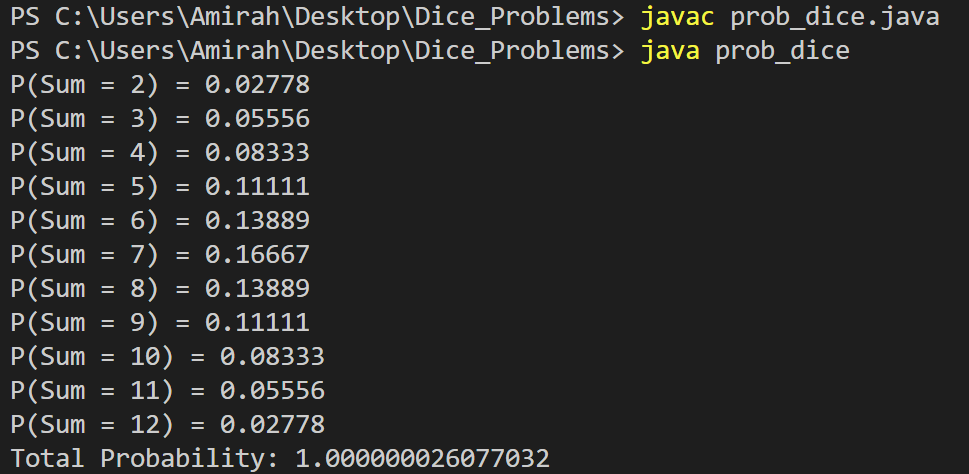 PS C:\Users\Amirah\Desktop\Dice_Problems> javac prob_dice.java
PS C:\Users\Amirah\Desktop\Dice_Problems> java prob_dice
P(Sum = 2) = 0.02778
P(Sum = 3) = 0.05556
P(Sum = 4) = 0.08333
P(Sum = 5) = 0.11111
P(Sum = 6) = 0.13889
P(Sum = 7) = 0.16667
P(Sum = 8) = 0.13889
P(Sum = 9) = 0.11111
P(Sum = 10) = 0.08333
P(Sum = 11) = 0.05556
P(Sum = 12) = 0.02778
Total Probability: 1.000000026077032